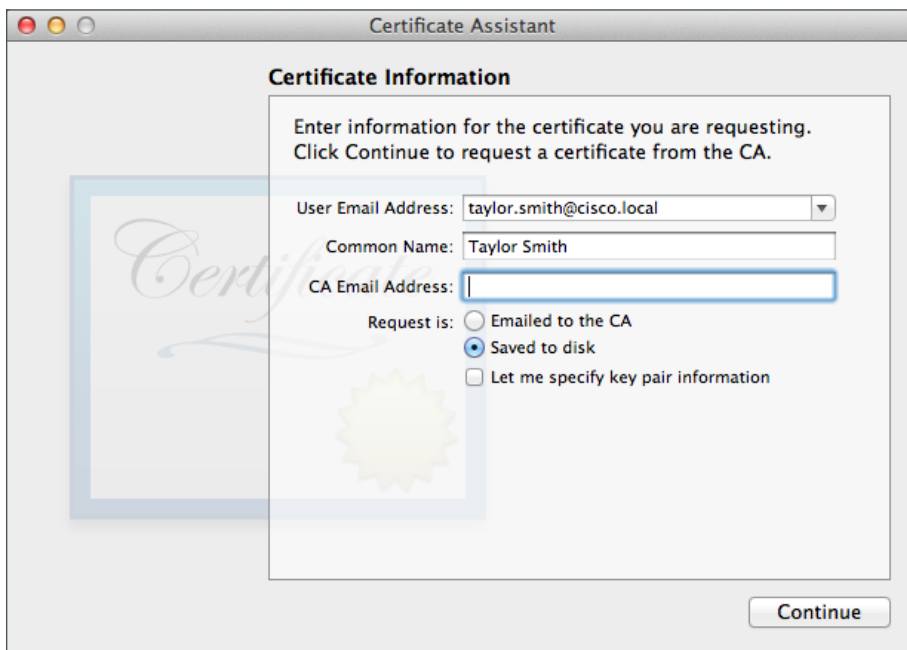 Certificate Assistant
Certificate Information
Enter information for the certificate you are requesting.
Click Continue to request a certificate from the CA.
Certificate
User Email Address: taylor.smith@cisco.local
Common Name: Taylor Smith
CA Email Address:
Request is: Emailed to the CA
Saved to disk
Let me specify key pair information
Continue